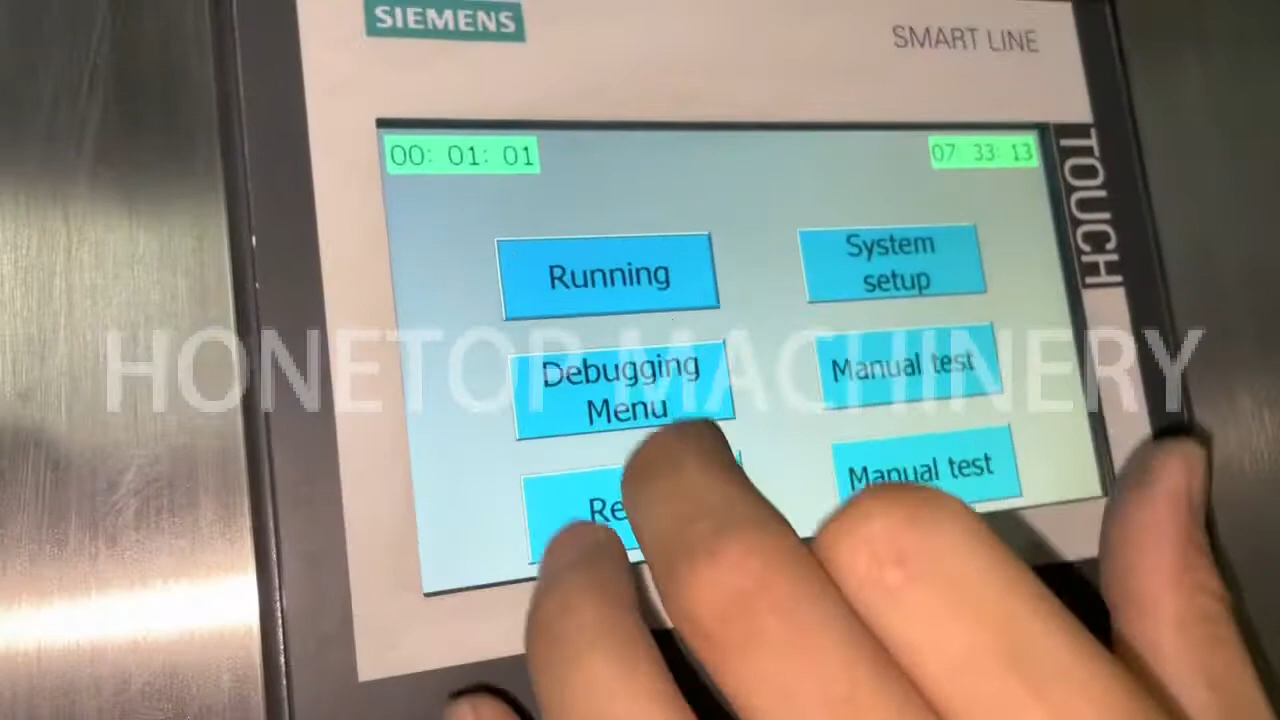 SIEMENS
SMART LINE
TOUCH
00: 01: 01
07: 33: 13
Running
System
setup
Debugging
Menu
Manual test
Manual test
HONETOP MACHINERY